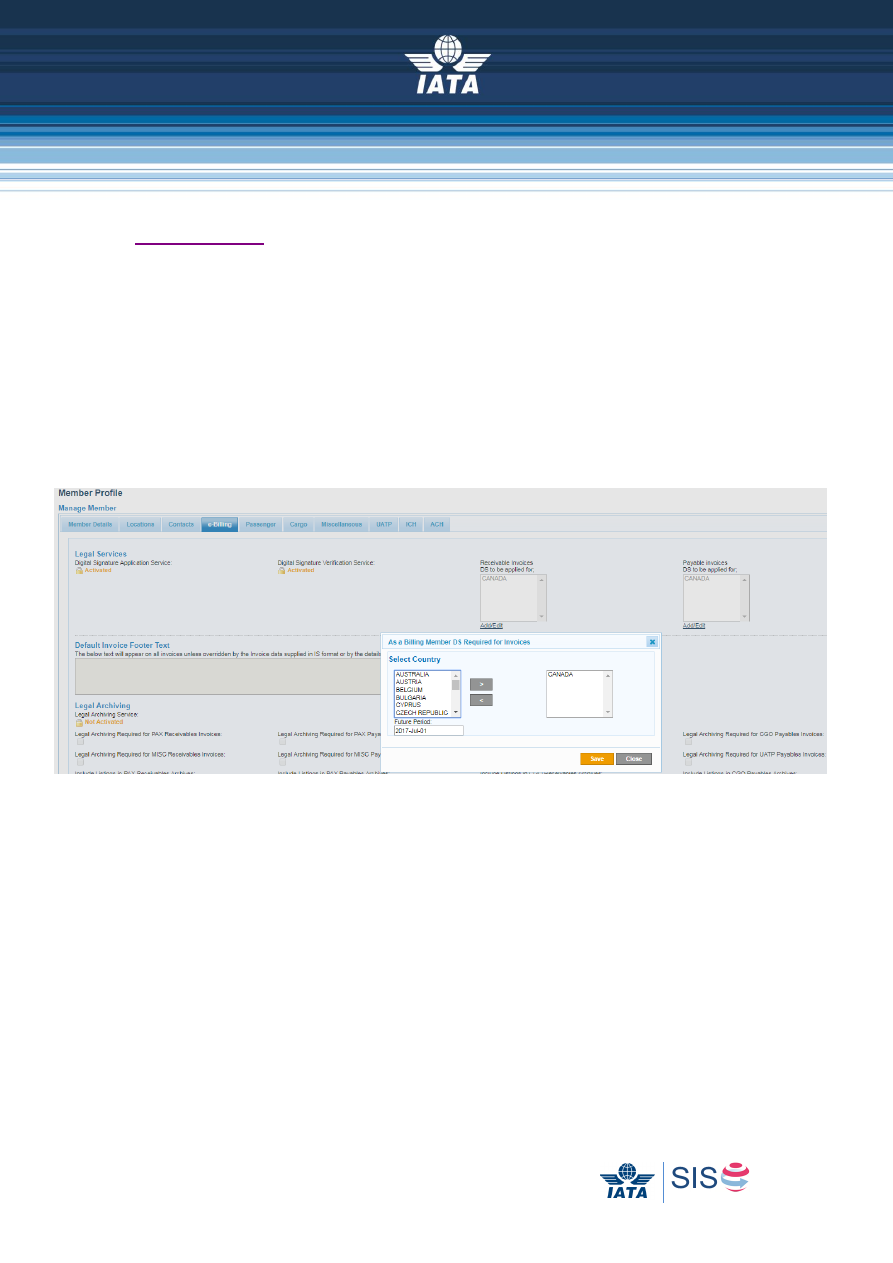 IATA
Member Profile
Manage Member
Member Details Locations Contacts e-Billing Passenger Cargo Miscellaneous UATP ICH ACH
Legal Services
Digital Signature Application Service: Digital Signature Verification Service: Receivable Invoices Payable Invoices
Activated Activated DS to be applied for; DS to be applied for;
CANADA CANADA
Add/Edit Add/Edit
Default Invoice Footer Text
The below text will appear on all invoices unless overridden by the invoice data supplied in IS format or by the details
As a Billing Member DS Required for Invoices
Select Country
AUSTRALIA
AUSTRIA
BELGIUM
BULGARIA
CYPRUS
CZECH REPUBLIC
>
<
CANADA
Future Period:
2017-Jul-01
Save Close
Legal Archiving
Legal Archiving Service:
Not Activated
Legal Archiving Required for PAX Receivables Invoices: Legal Archiving Required for PAX Paye Legal Archiving Required for CGO Payables Invoices:
Legal Archiving Required for MISC Receivables Invoices: Legal Archiving Required for MISC Pay Legal Archiving Required for UATP Payables Invoices:
Include Listings in PAX Receivables Archives: Include Listings in PAX Payables Archives: Include Listings in CGO Payables Archives:
IATA SIS